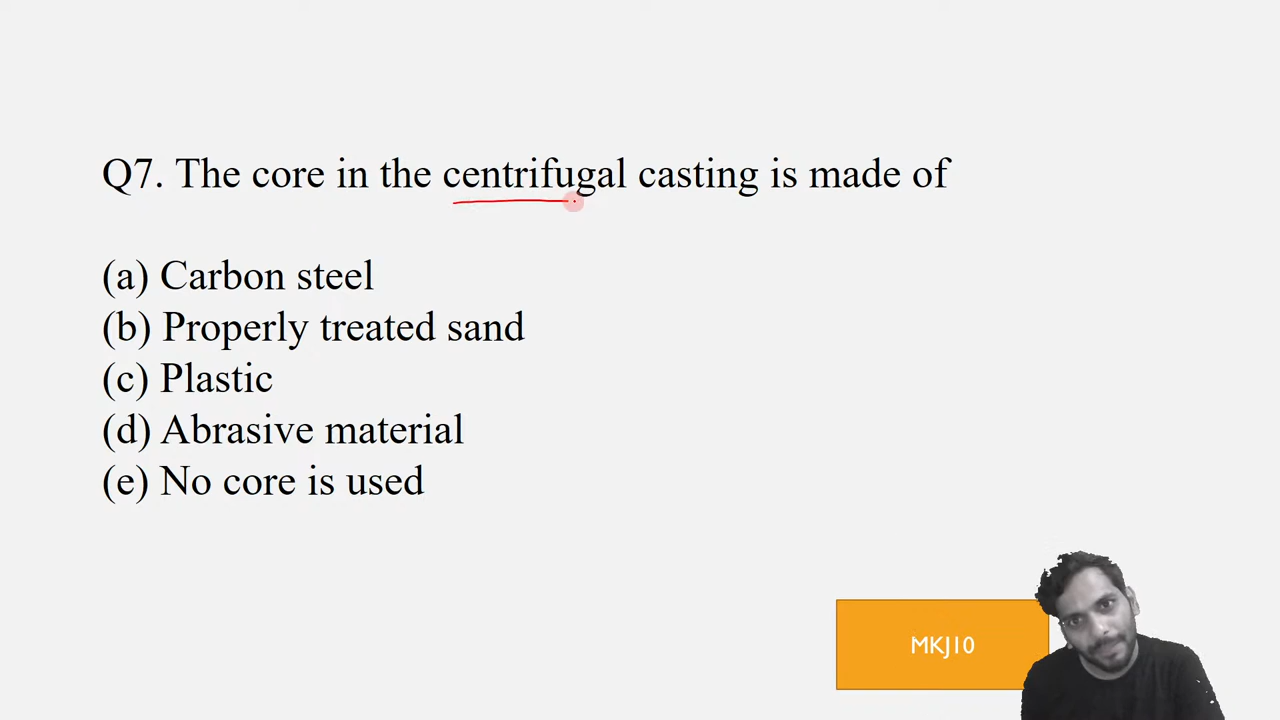 Q7. The core in the centrifugal casting is made of
(a) Carbon steel
(b) Properly treated sand
(c) Plastic
(d) Abrasive material
(e) No core is used
MKJ10